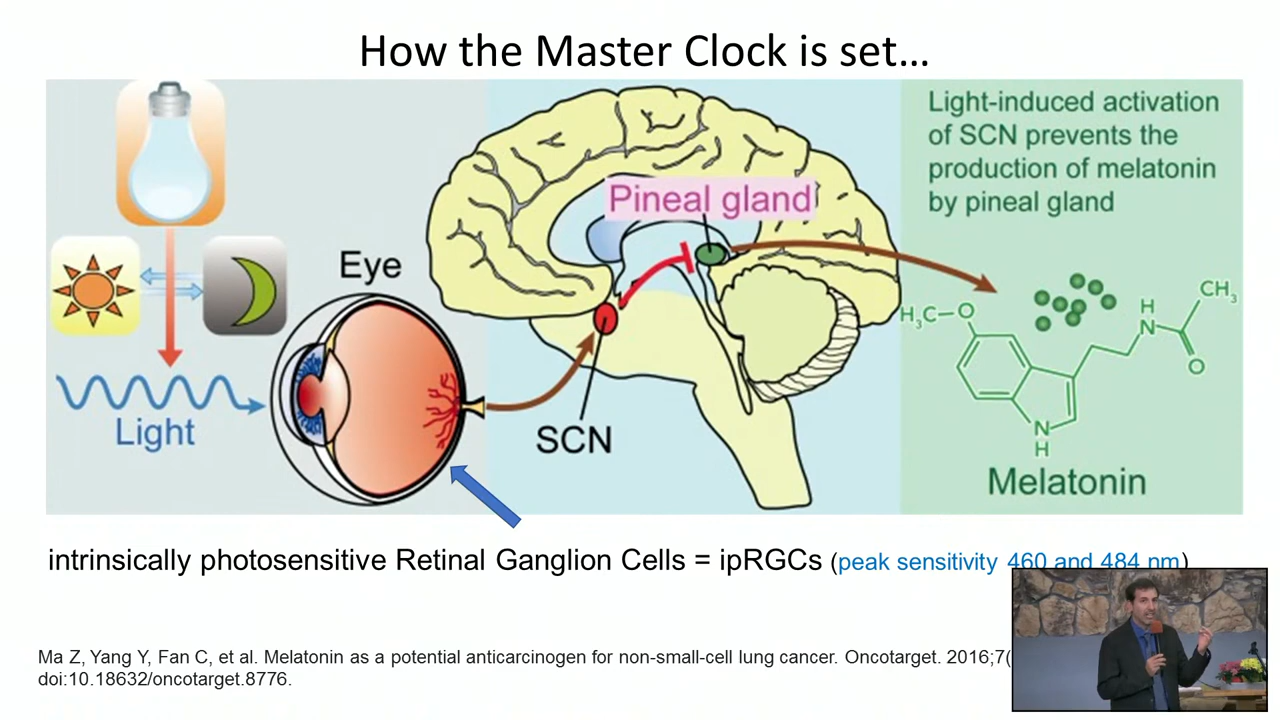 How the Master Clock is set...
Light-induced activation
of SCN prevents the
production of melatonin
by pineal gland
Pineal gland
Eye
Light
SCN
H₃C
O
CH₃
H
N
O
N
H
Melatonin
intrinsically photosensitive Retinal Ganglion Cells = ipRGCs (peak sensitivity 460 and 484 nm)
Ma Z, Yang Y, Fan C, et al. Melatonin as a potential anticarcinogen for non-small-cell lung cancer. Oncotarget. 2016;7(
doi:10.18632/oncotarget.8776.